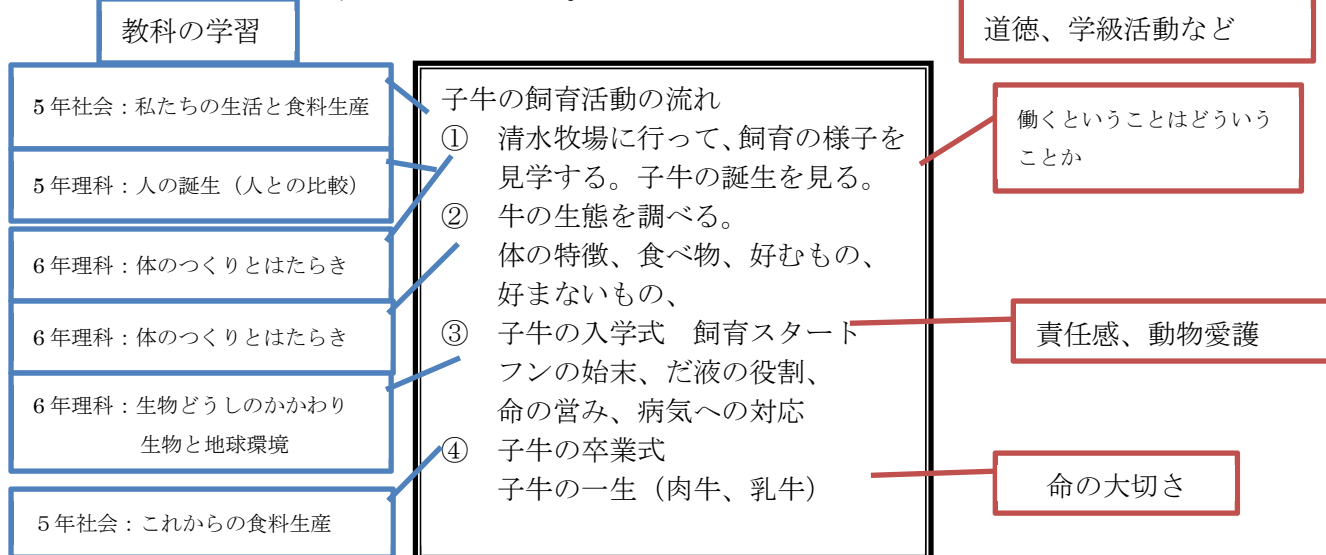 教科の学習
道徳、学級活動など
5年社会：私たちの生活と食料生産
5年理科：人の誕生（人との比較）
6年理科：体のつくりとはたらき
6年理科：体のつくりとはたらき
6年理科：生物どうしのかかわり
生物と地球環境
５年社会：これからの食料生産
子牛の飼育活動の流れ
①　清水牧場に行って、飼育の様子を
見学する。子牛の誕生を見る。
②　牛の生態を調べる。
体の特徴、食べ物、好むもの、
好まないもの、
③　子牛の入学式　飼育スタート
フンの始末、だ液の役割、
命の営み、病気への対応
④　子牛の卒業式
子牛の一生（肉牛、乳牛）
働くということはどういう
ことか
責任感、動物愛護
命の大切さ